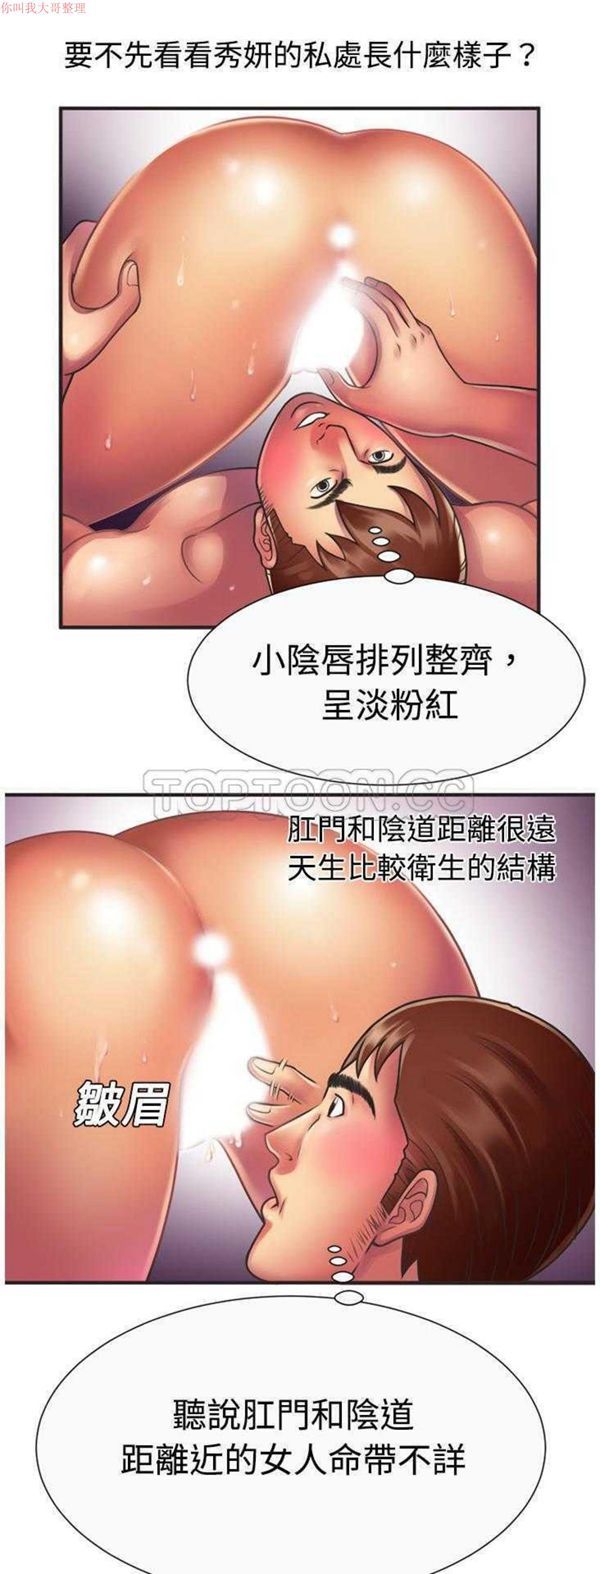 你叫我大哥整理
要不先看看秀妍的私處長什麼樣子？
小陰唇排列整齊，
呈淡粉紅
TOPTOON.CC
肛門和陰道距離很遠
天生比較衛生的結構
皺眉
聽說肛門和陰道
距離近的女人命帶不詳